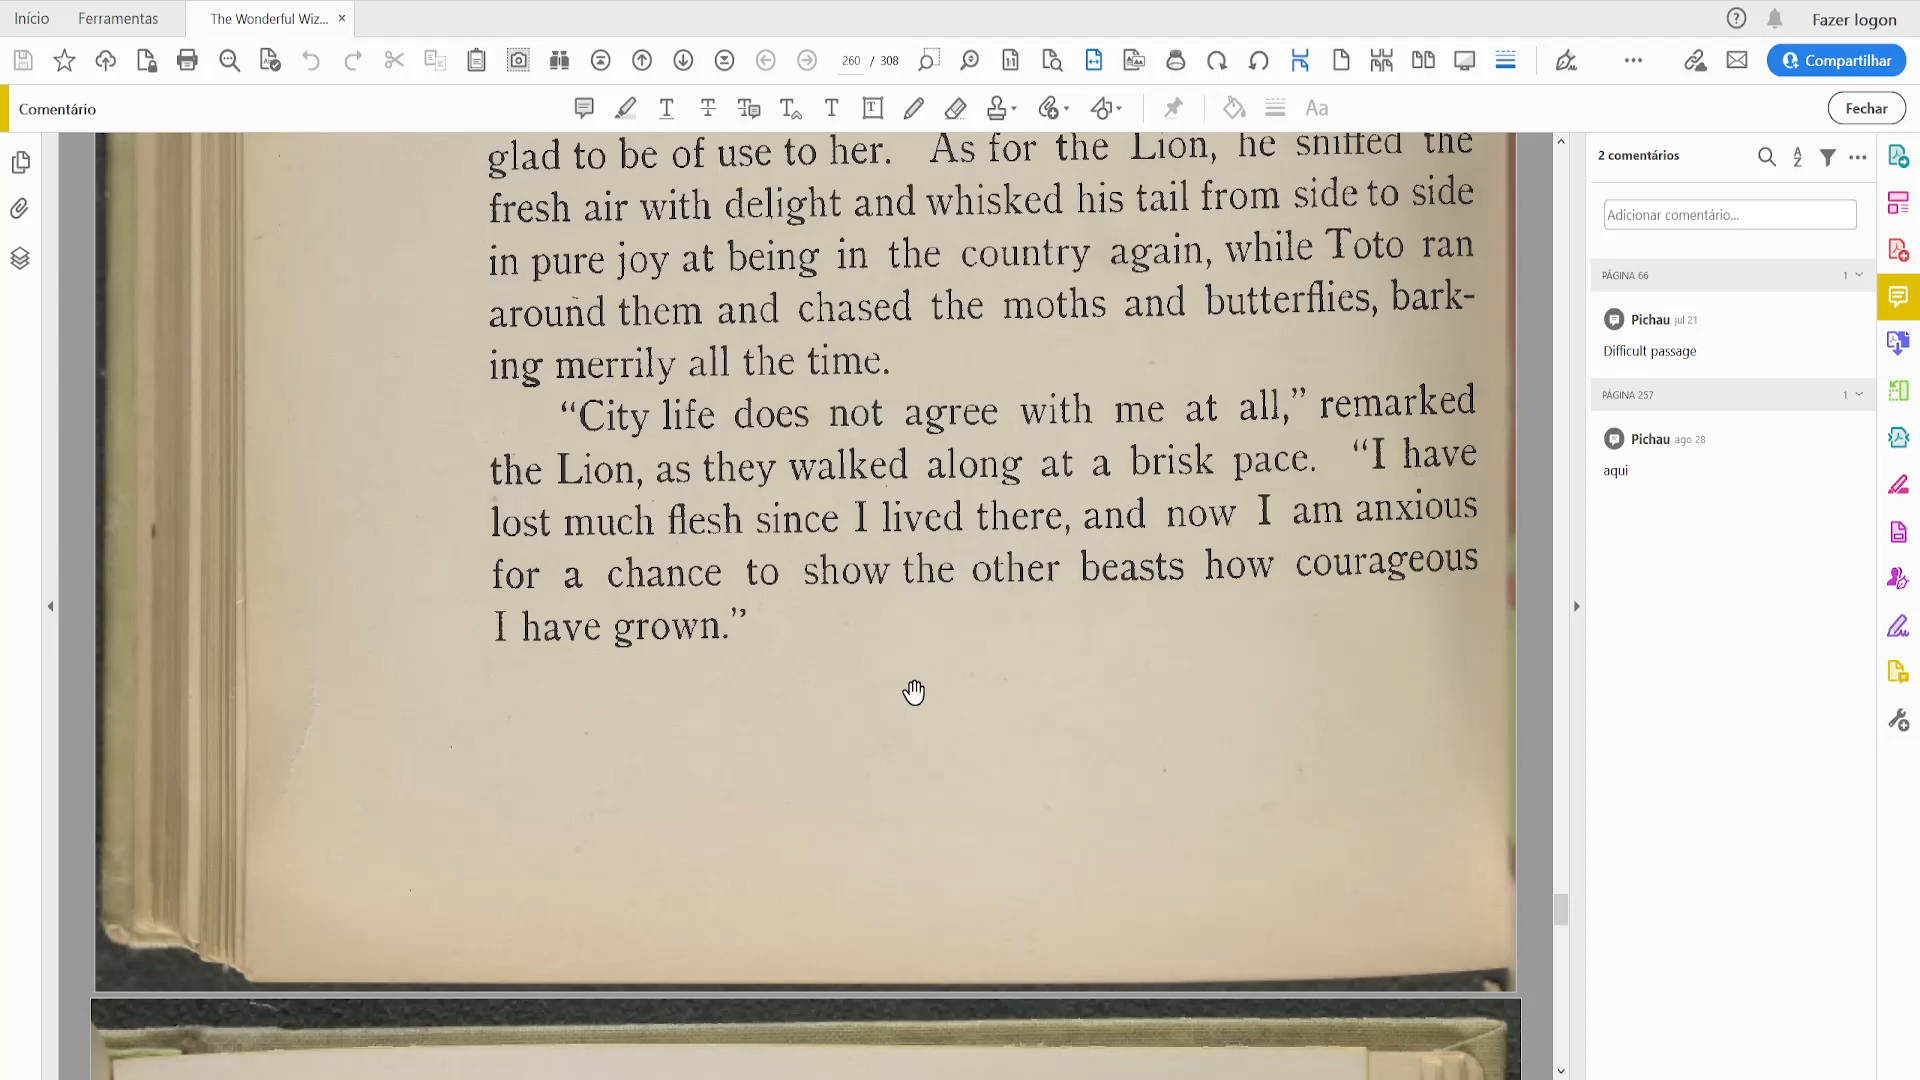 Início Ferramentas The Wonderful Wiz... × Fazer logon
260 / 308 Compartilhar
Comentário Aa Fechar
glad to be of use to her. As for the Lion, he sniffed the
fresh air with delight and whisked his tail from side to side
in pure joy at being in the country again, while Toto ran
around them and chased the moths and butterflies, bark-
ing merrily all the time.
“City life does not agree with me at all,” remarked
the Lion, as they walked along at a brisk pace. “I have
lost much flesh since I lived there, and now I am anxious
for a chance to show the other beasts how courageous
I have grown.”
2 comentários
Adicionar comentário...
PÁGINA 66 1
Pichau jul 21
Difficult passage
PÁGINA 257 1
Pichau ago 28
aqui